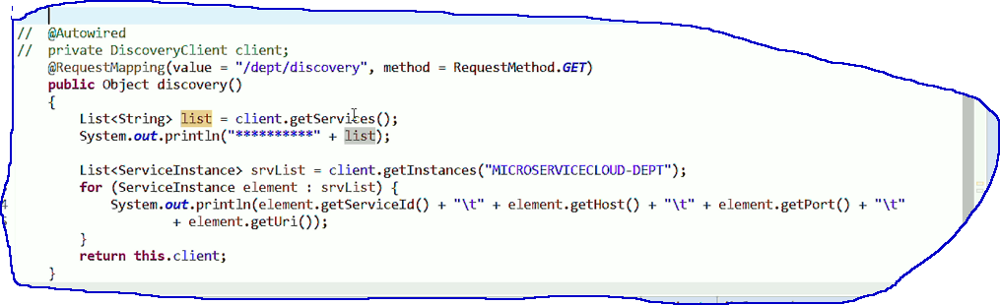 //  @Autowired
//  private DiscoveryClient client;
@RequestMapping(value = "/dept/discovery", method = RequestMethod.GET)
public Object discovery()
{
List<String> list = client.getServices();
System.out.println("**********" + list);
List<ServiceInstance> srvList = client.getInstances("MICROSERVICECLOUD-DEPT");
for (ServiceInstance element : srvList) {
System.out.println(element.getServiceId() + "\t" + element.getHost() + "\t" + element.getPort() + "\t"
+ element.getUri());
}
return this.client;
}